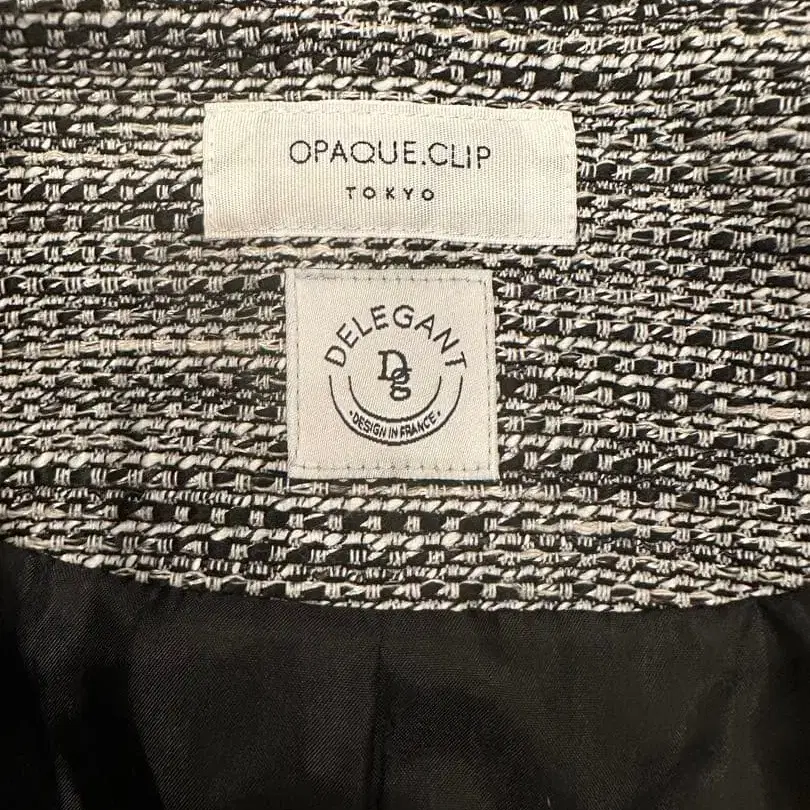 OPAQUE.CLIP
TOKYO
DELEGANT
Dg
·DESIGN IN FRANCE·